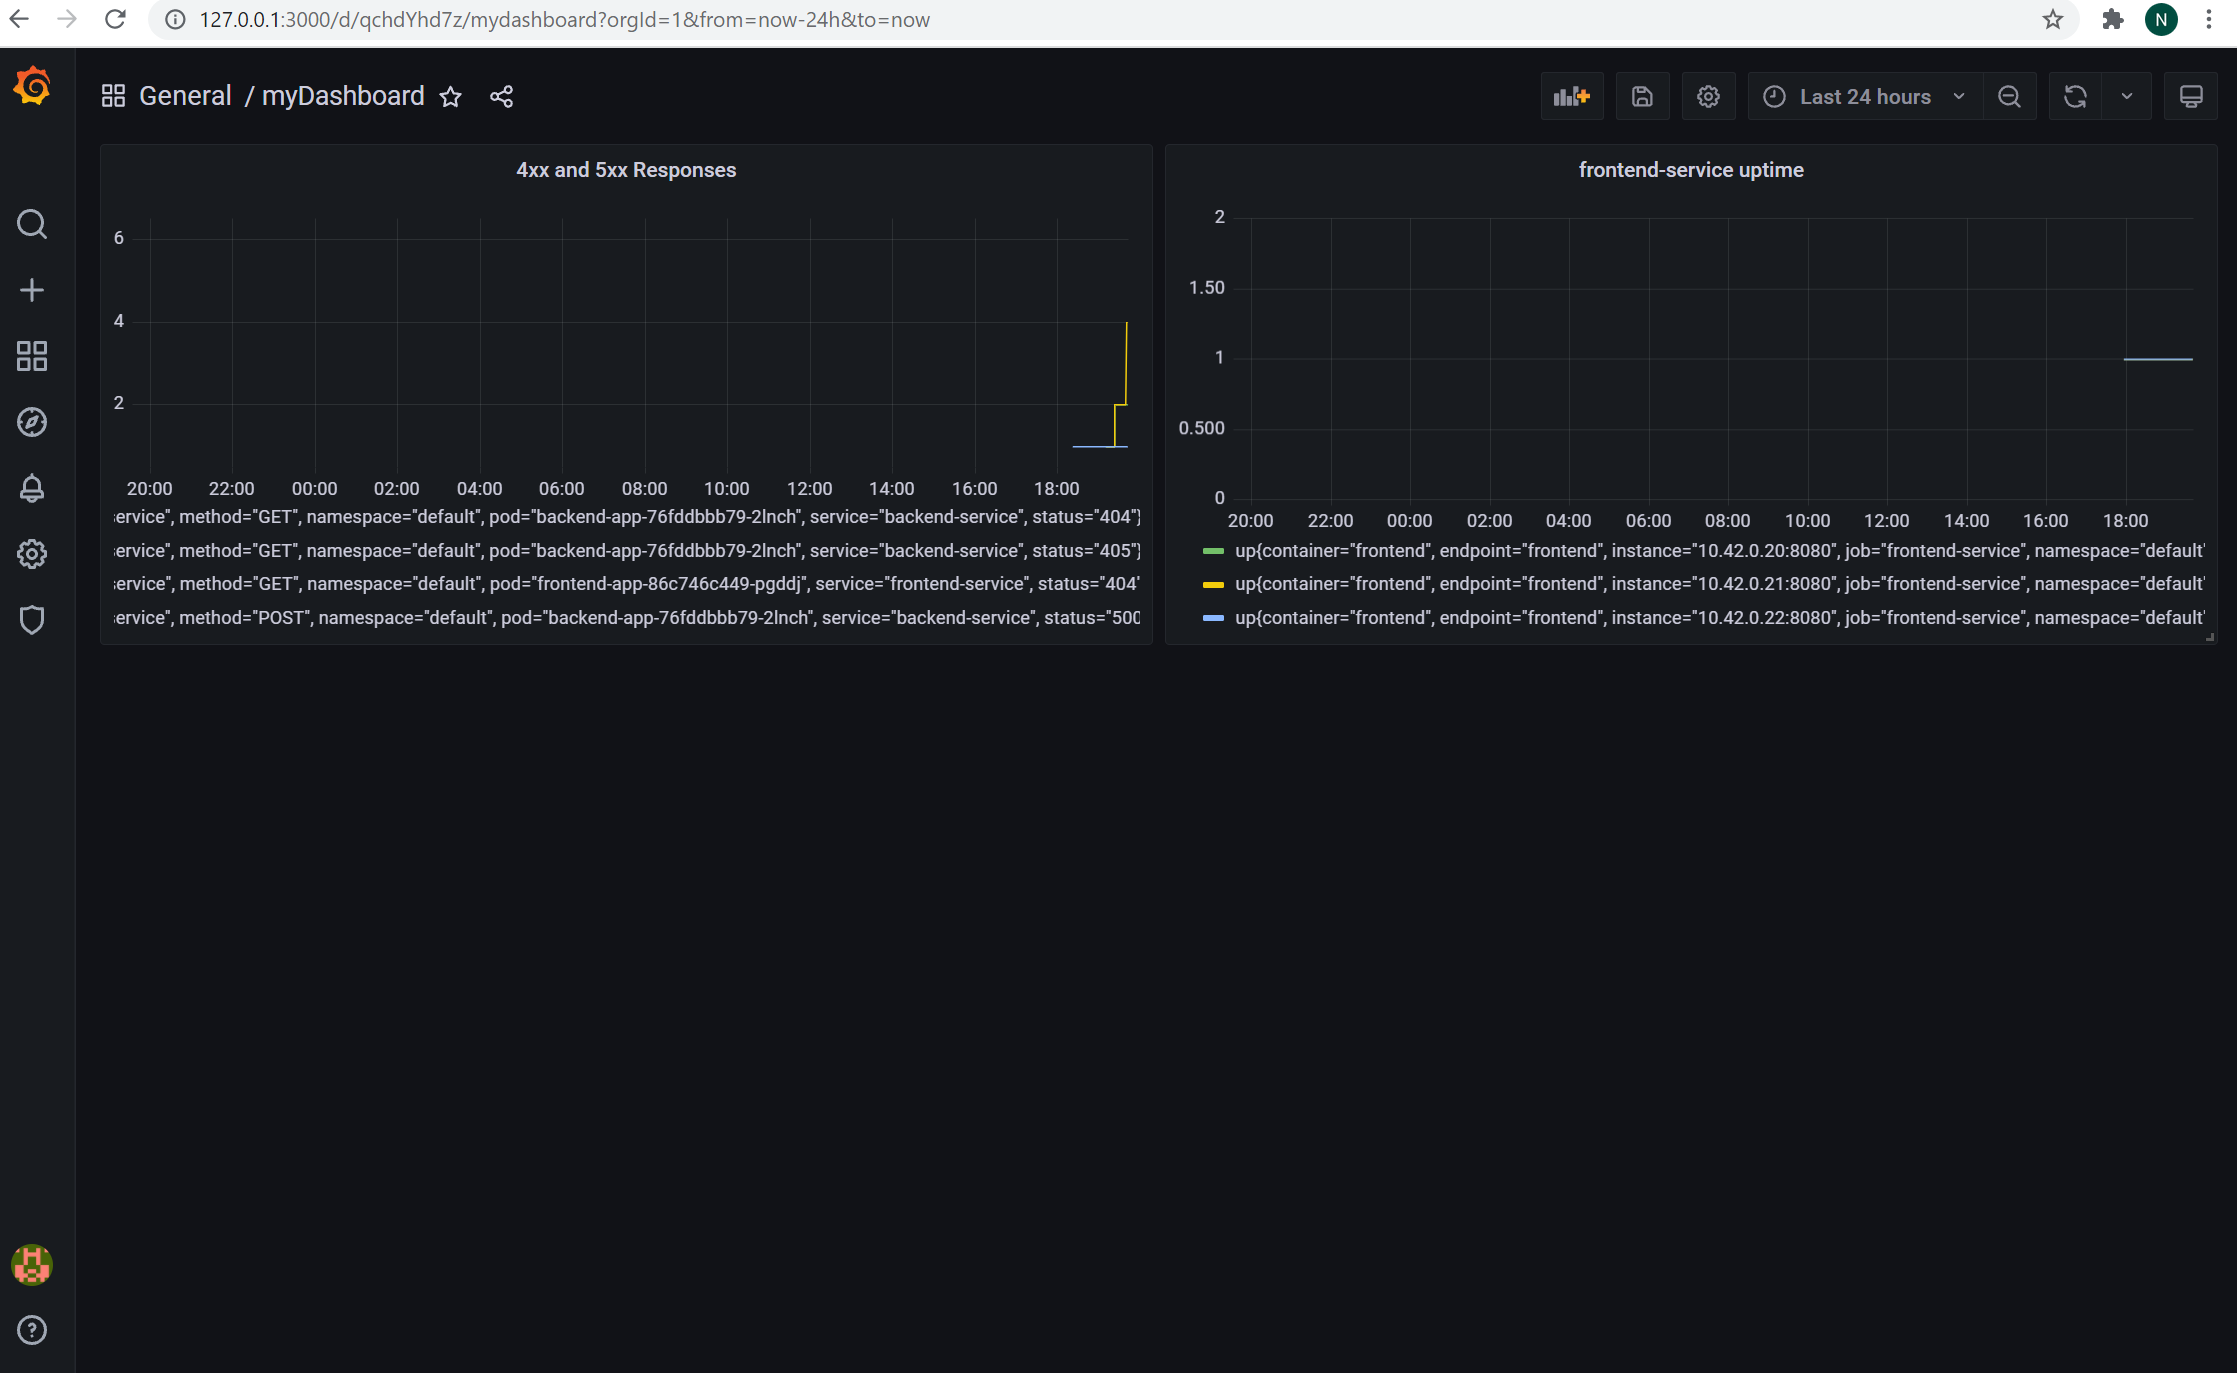 127.0.0.1:3000/d/qchdYhd7z/mydashboard?orgId=1&from=now-24h&to=now
N
General / myDashboard
Last 24 hours
4xx and 5xx Responses
6
4
2
20:00 22:00 00:00 02:00 04:00 06:00 08:00 10:00 12:00 14:00 16:00 18:00
service", method="GET", namespace="default", pod="backend-app-76fddbbb79-2lnch", service="backend-service", status="404"}
service", method="GET", namespace="default", pod="backend-app-76fddbbb79-2lnch", service="backend-service", status="405"}
service", method="GET", namespace="default", pod="frontend-app-86c746c449-pgddj", service="frontend-service", status="404"
service", method="POST", namespace="default", pod="backend-app-76fddbbb79-2lnch", service="backend-service", status="500
frontend-service uptime
2
1.50
1
0.500
0
20:00 22:00 00:00 02:00 04:00 06:00 08:00 10:00 12:00 14:00 16:00 18:00
up{container="frontend", endpoint="frontend", instance="10.42.0.20:8080", job="frontend-service", namespace="default"
up{container="frontend", endpoint="frontend", instance="10.42.0.21:8080", job="frontend-service", namespace="default"
up{container="frontend", endpoint="frontend", instance="10.42.0.22:8080", job="frontend-service", namespace="default"